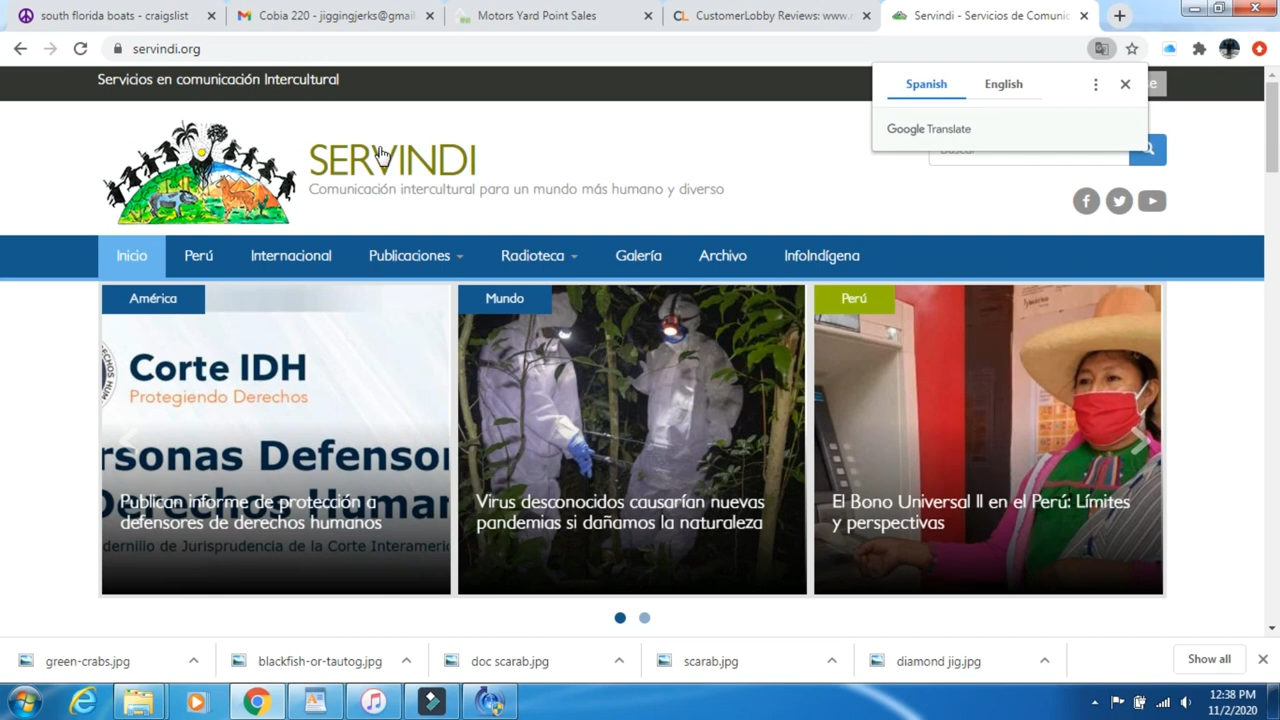 south florida boats - craigslist
Cobia 220 - jiggingjerks@gmail
Motors Yard Point Sales
CustomerLobby Reviews: www.r
Servindi - Servicios de Comunic
servindi.org
Servicios en comunicación Intercultural
Spanish
English
Google Translate
SERVINDI
Comunicación intercultural para un mundo más humano y diverso
Inicio
Perú
Internacional
Publicaciones
Radioteca
Galería
Archivo
InfoIndígena
América
Corte IDH
Protegiendo Derechos
rsonas Defensor
Derechos Humano
Publican informe de protección a
defensores de derechos humanos
dernillo de Jurisprudencia de la Corte Interameri
Mundo
Virus desconocidos causarían nuevas
pandemias si dañamos la naturaleza
Perú
El Bono Universal II en el Perú: Límites
y perspectivas
green-crabs.jpg
blackfish-or-tautog.jpg
doc scarab.jpg
scarab.jpg
diamond jig.jpg
Show all
12:38 PM
11/2/2020